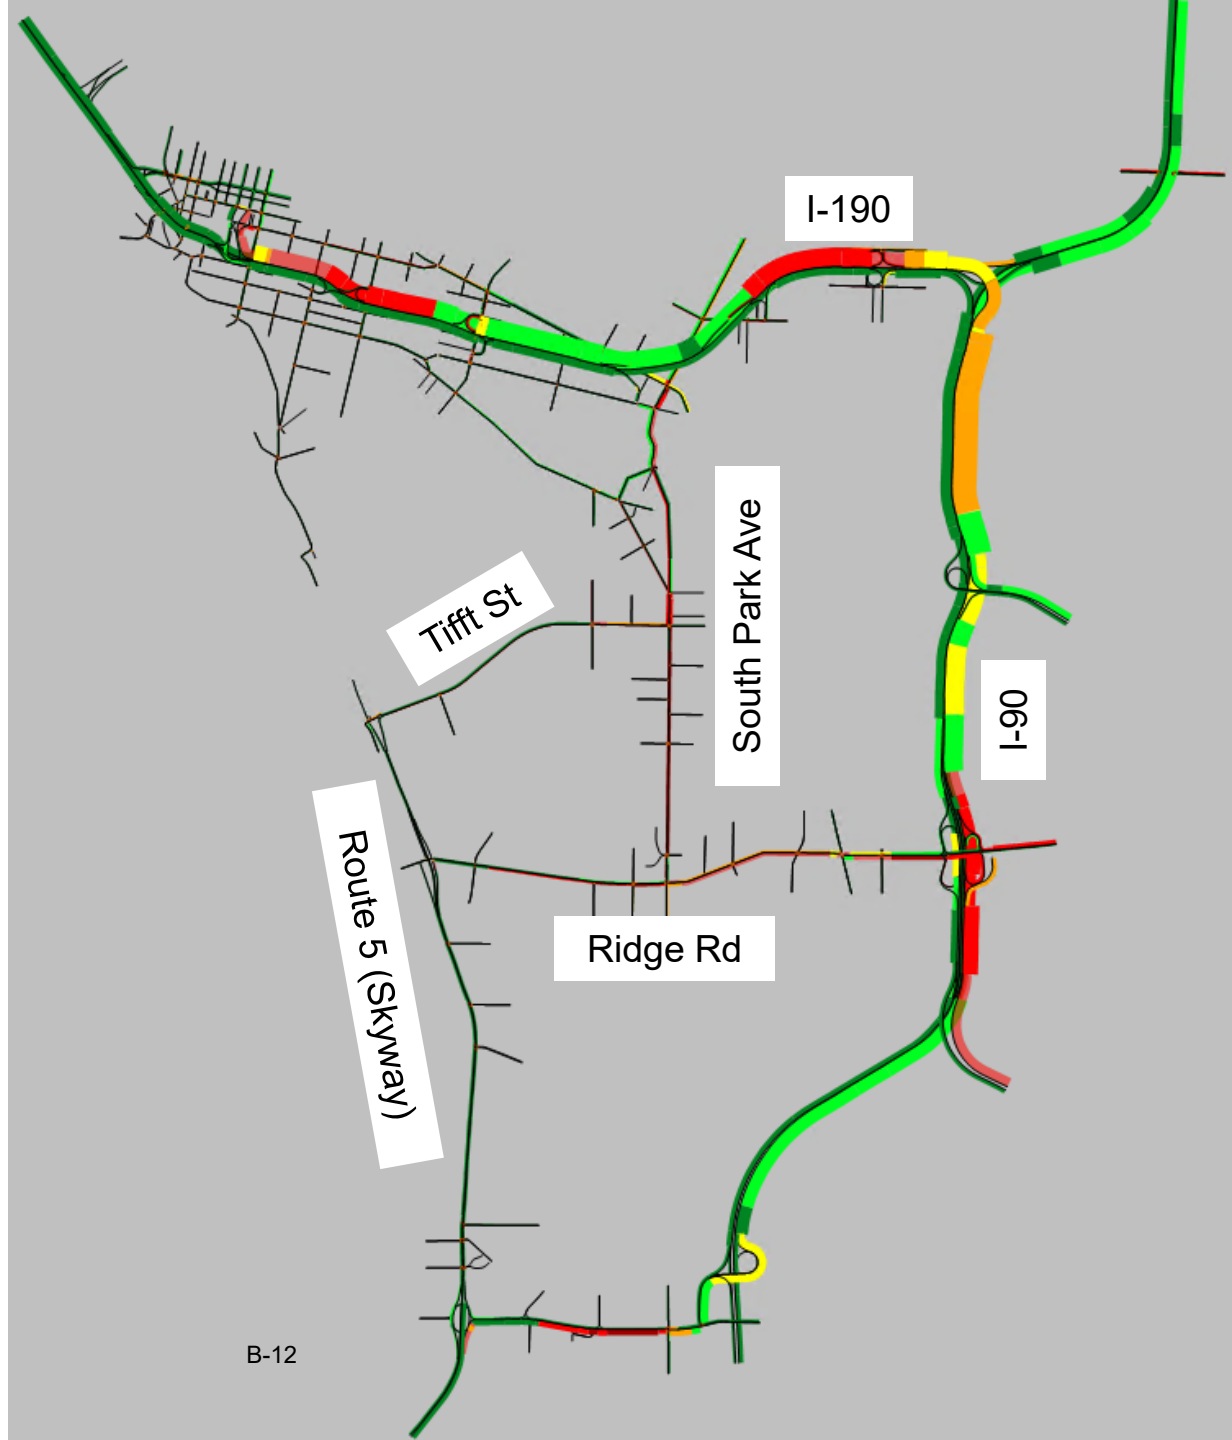 I-190
South Park Ave
Tifft St
I-90
Route 5 (Skyway)
Ridge Rd
B-12